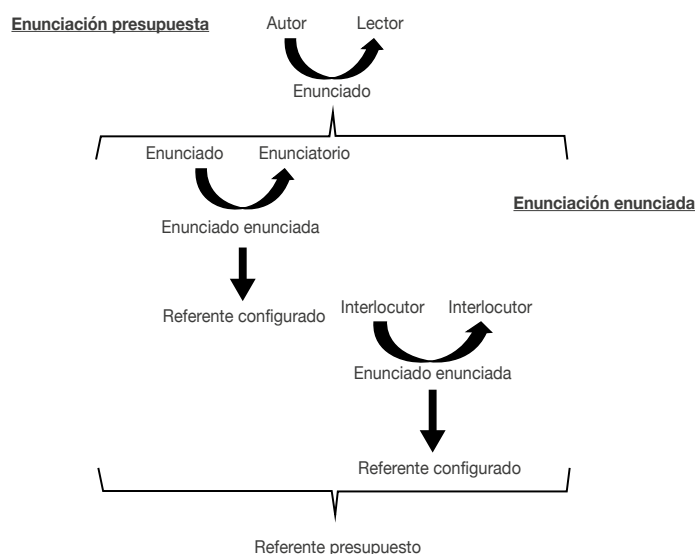 Enunciación presupuesta
Autor Lector
Enunciado
Enunciado Enunciatorio
Enunciación enunciada
Enunciado enunciada
Referente configurado
Interlocutor Interlocutor
Enunciado enunciada
Referente configurado
Referente presupuesto